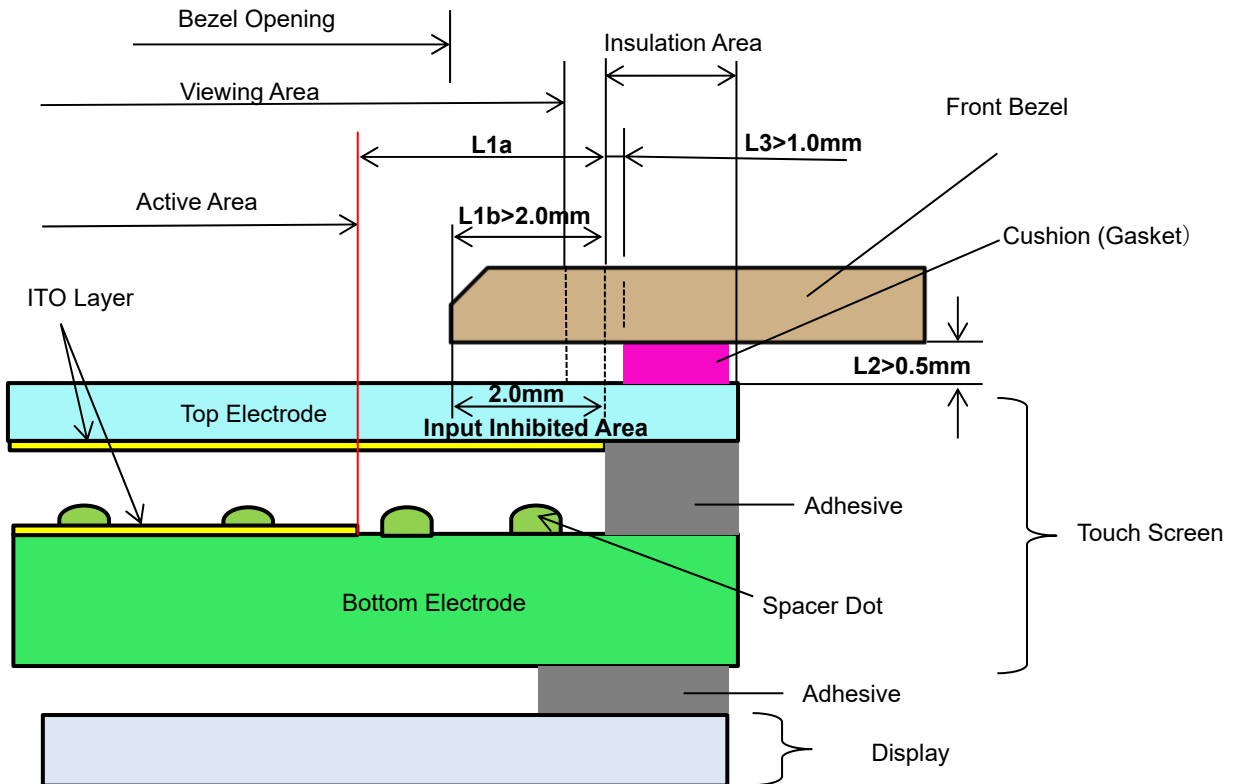 Bezel Opening
Insulation Area
Viewing Area
Front Bezel
L1a
L3>1.0mm
Active Area
L1b>2.0mm
Cushion (Gasket）
ITO Layer
L2>0.5mm
2.0mm
Top Electrode
Input Inhibited Area
Adhesive
Touch Screen
Bottom Electrode
Spacer Dot
Adhesive
Display